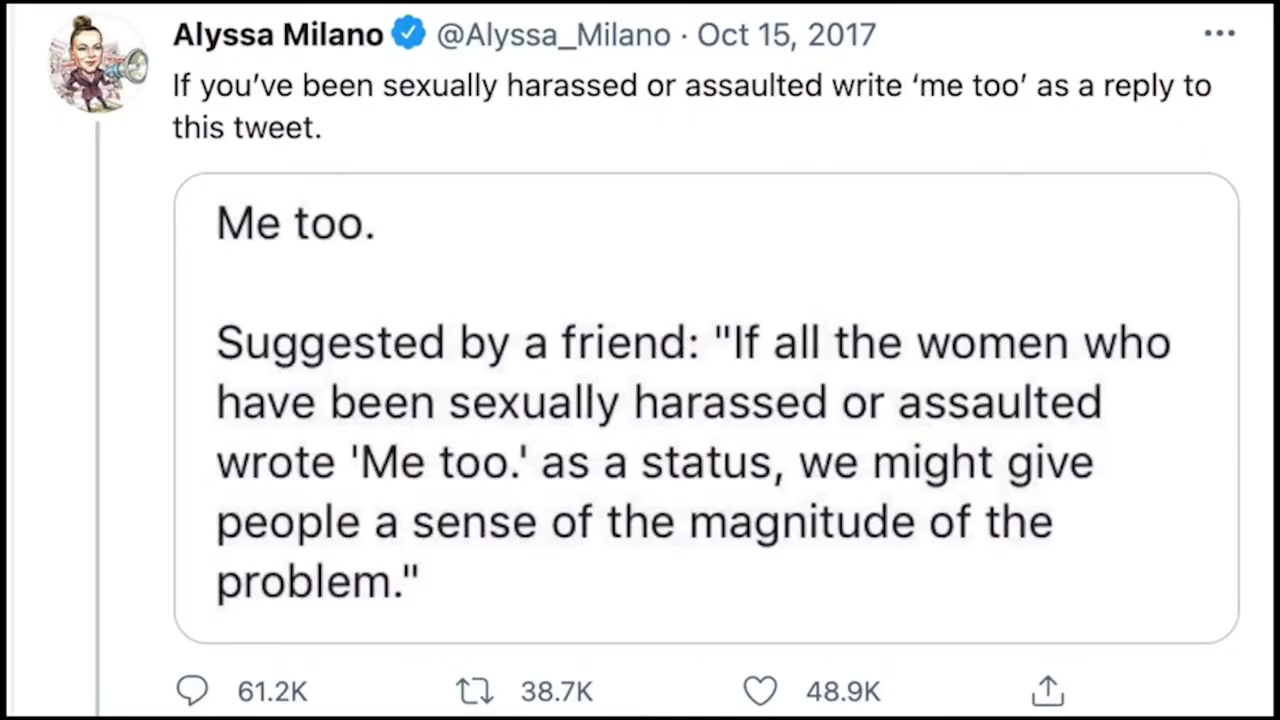 Alyssa Milano @Alyssa_Milano · Oct 15, 2017
If you’ve been sexually harassed or assaulted write ‘me too’ as a reply to
this tweet.
Me too.
Suggested by a friend: "If all the women who
have been sexually harassed or assaulted
wrote 'Me too.' as a status, we might give
people a sense of the magnitude of the
problem."
61.2K 38.7K 48.9K